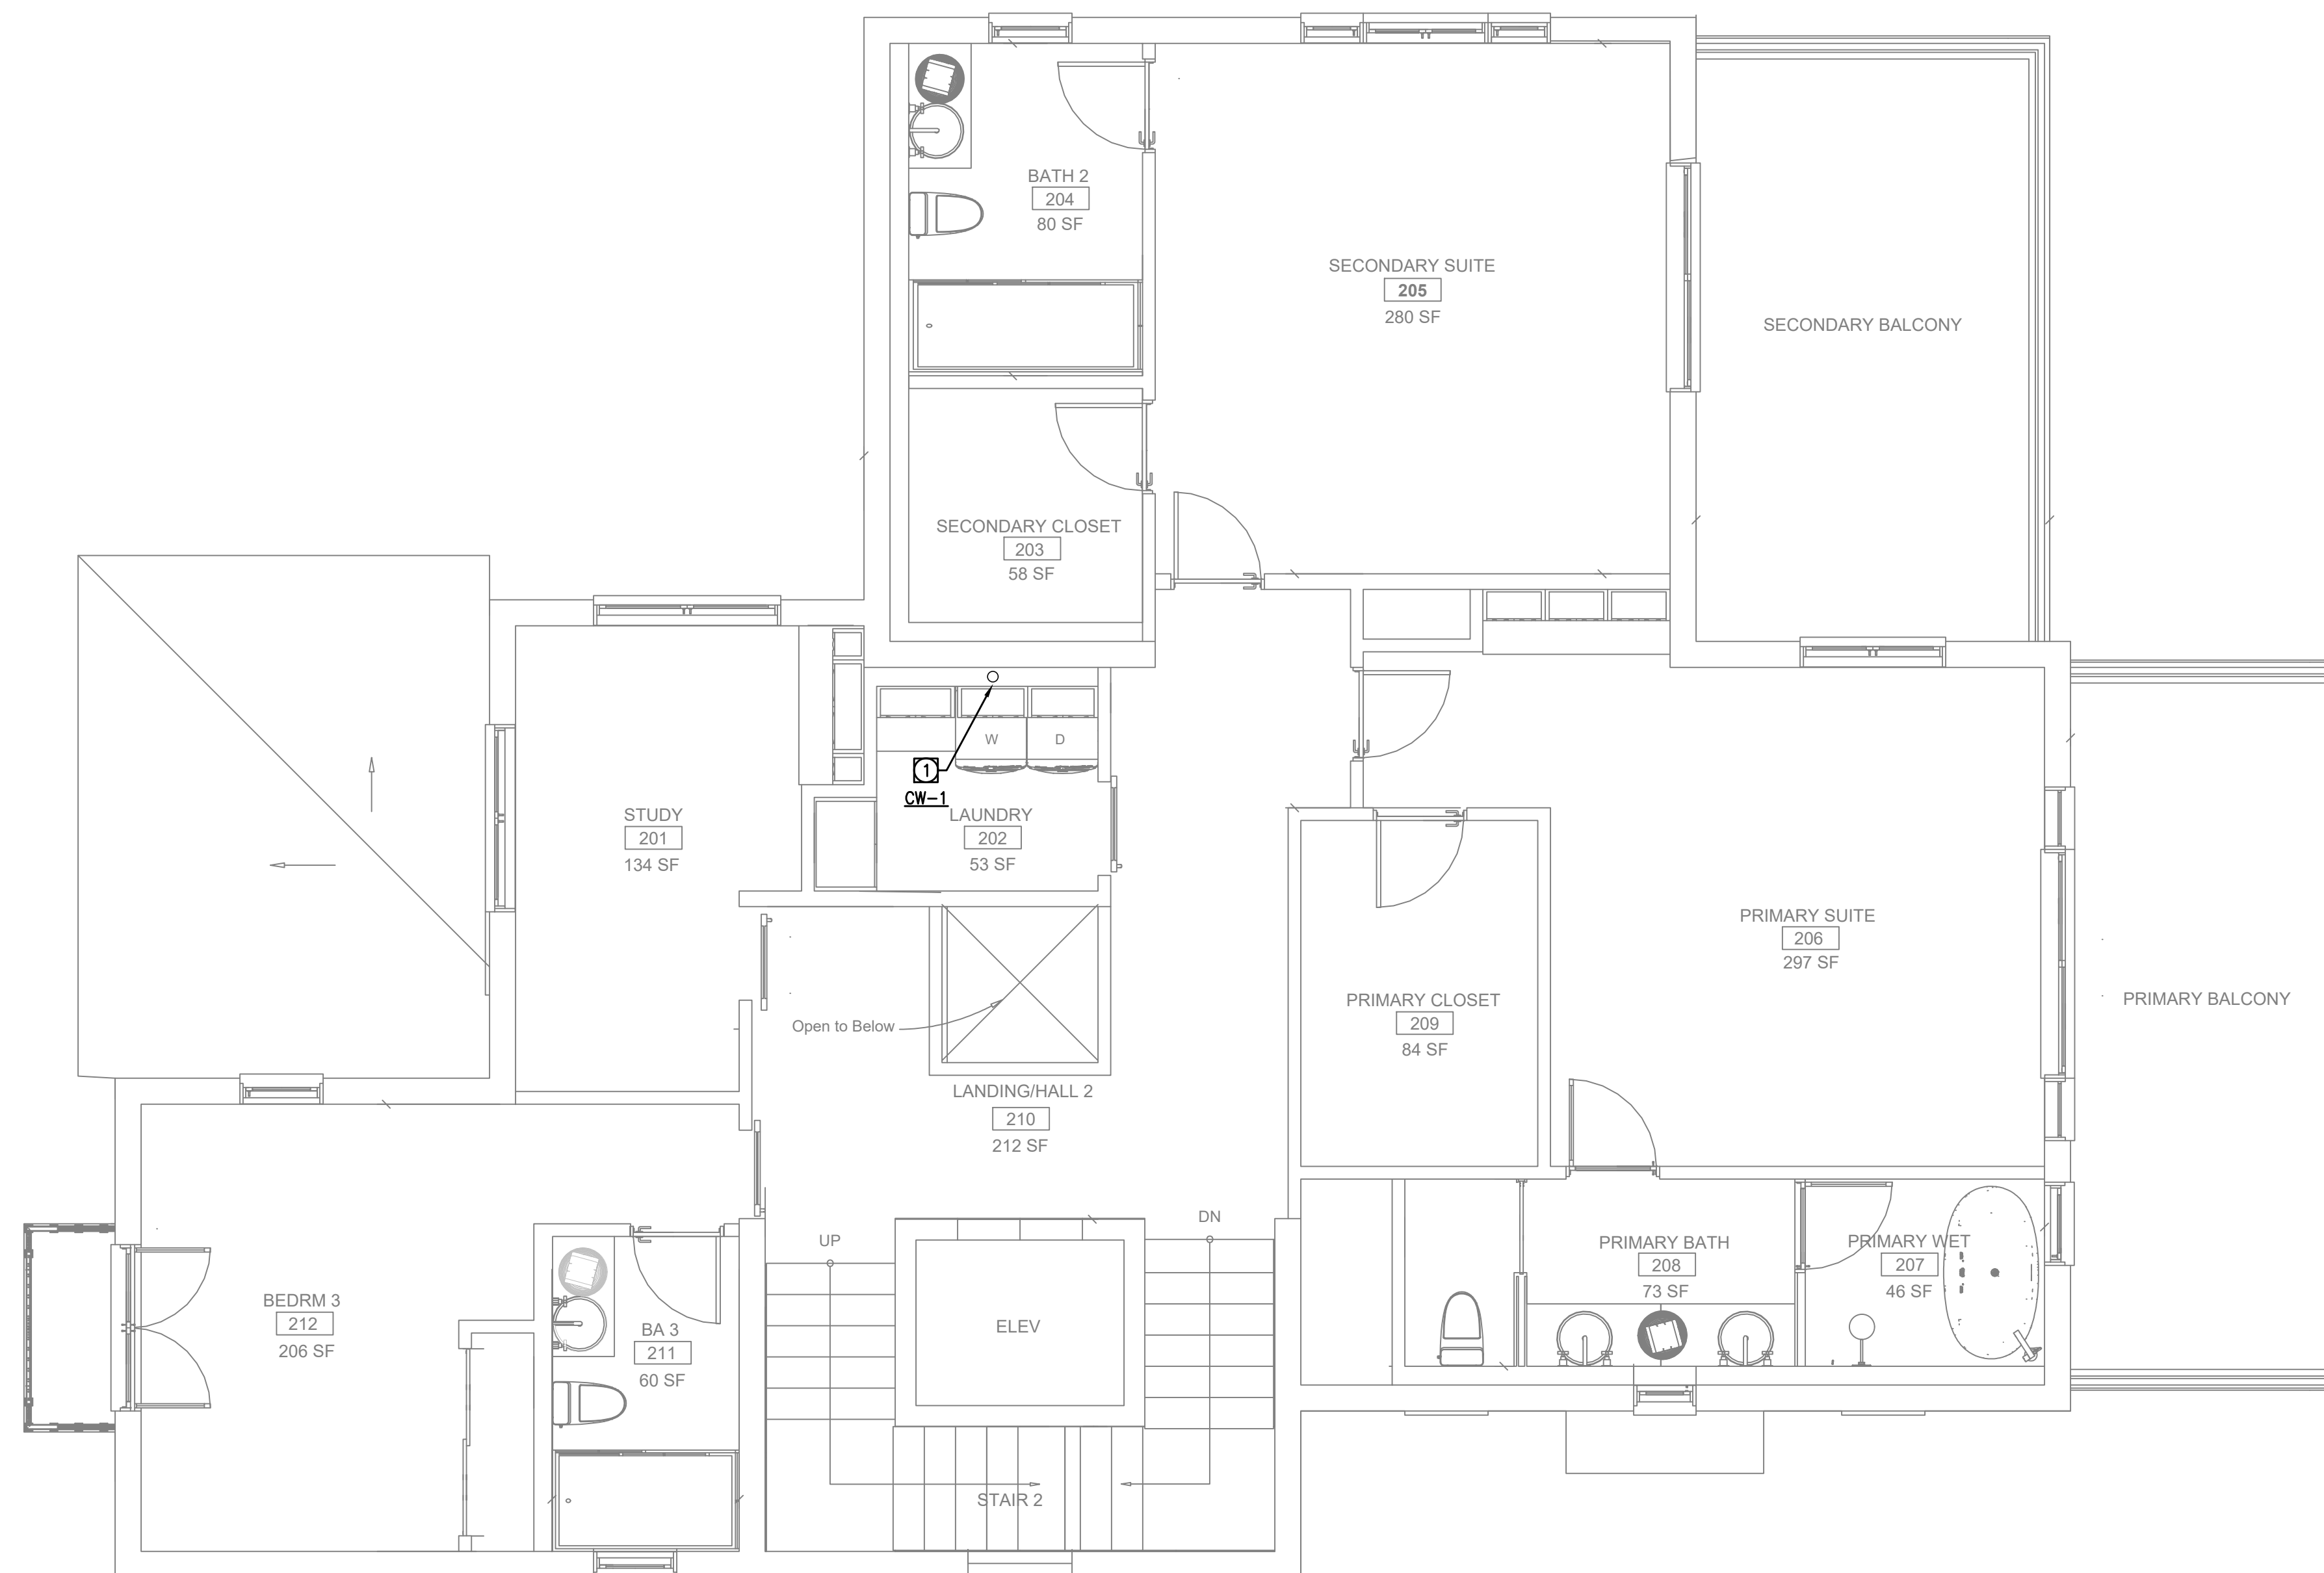 BATH 2
204
80 SF
SECONDARY SUITE
205
280 SF
SECONDARY BALCONY
SECONDARY CLOSET
203
58 SF
W
D
1
CW-1
LAUNDRY
202
53 SF
STUDY
201
134 SF
PRIMARY SUITE
206
297 SF
PRIMARY BALCONY
PRIMARY CLOSET
209
84 SF
Open to Below
LANDING/HALL 2
210
212 SF
UP
DN
ELEV
STAIR 2
BEDRM 3
212
206 SF
BA 3
211
60 SF
PRIMARY BATH
208
73 SF
PRIMARY WET
207
46 SF